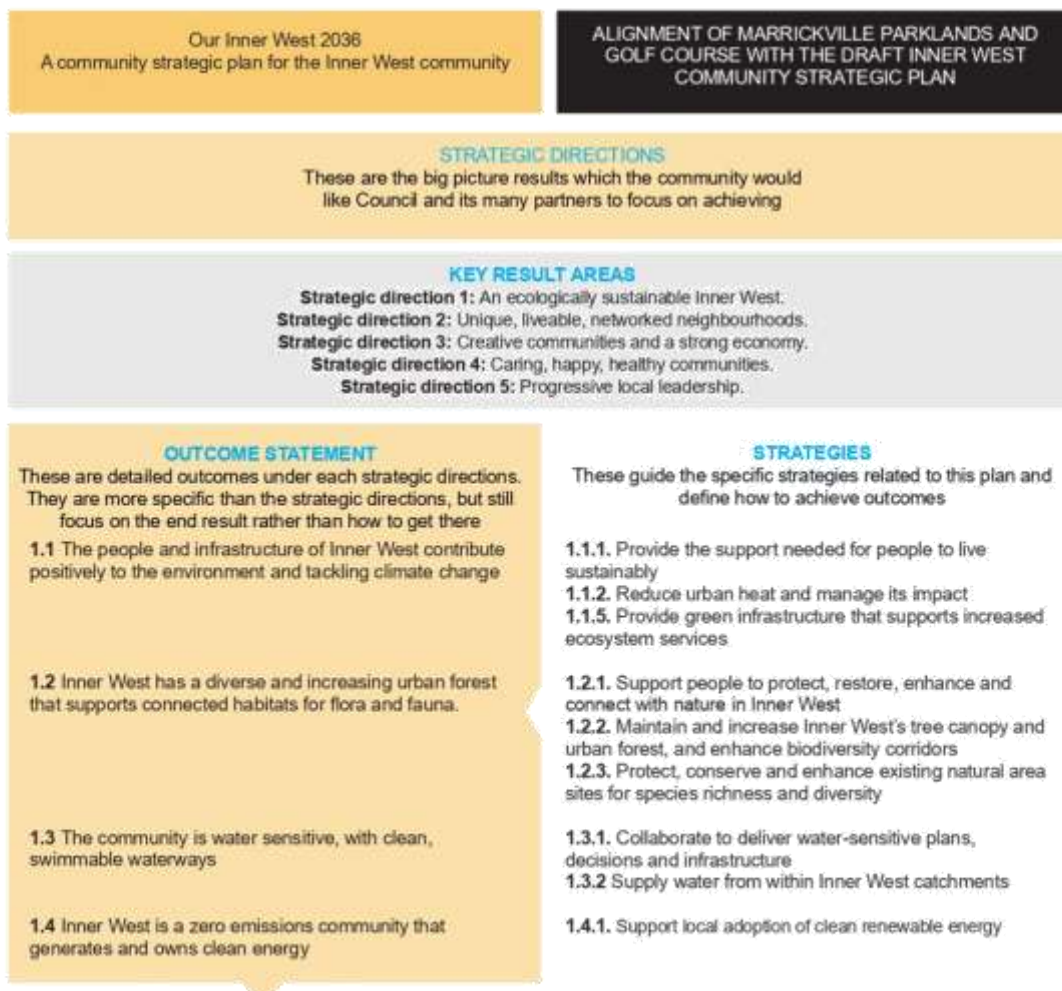 Our Inner West 2036
A community strategic plan for the Inner West community
ALIGNMENT OF MARRICKVILLE PARKLANDS AND
GOLF COURSE WITH THE DRAFT INNER WEST
COMMUNITY STRATEGIC PLAN
STRATEGIC DIRECTIONS
These are the big picture results which the community would
like Council and its many partners to focus on achieving
KEY RESULT AREAS
Strategic direction 1: An ecologically sustainable Inner West.
Strategic direction 2: Unique, liveable, networked neighbourhoods.
Strategic direction 3: Creative communities and a strong economy.
Strategic direction 4: Caring, happy, healthy communities.
Strategic direction 5: Progressive local leadership.
OUTCOME STATEMENT
These are detailed outcomes under each strategic directions.
They are more specific than the strategic directions, but still
focus on the end result rather than how to get there
1.1 The people and infrastructure of Inner West contribute
positively to the environment and tackling climate change
1.2 Inner West has a diverse and increasing urban forest
that supports connected habitats for flora and fauna.
1.3 The community is water sensitive, with clean,
swimmable waterways
1.4 Inner West is a zero emissions community that
generates and owns clean energy
STRATEGIES
These guide the specific strategies related to this plan and
define how to achieve outcomes
1.1.1. Provide the support needed for people to live
sustainably
1.1.2. Reduce urban heat and manage its impact
1.1.5. Provide green infrastructure that supports increased
ecosystem services
1.2.1. Support people to protect, restore, enhance and
connect with nature in Inner West
1.2.2. Maintain and increase Inner West's tree canopy and
urban forest, and enhance biodiversity corridors
1.2.3. Protect, conserve and enhance existing natural area
sites for species richness and diversity
1.3.1. Collaborate to deliver water-sensitive plans,
decisions and infrastructure
1.3.2 Supply water from within Inner West catchments
1.4.1. Support local adoption of clean renewable energy